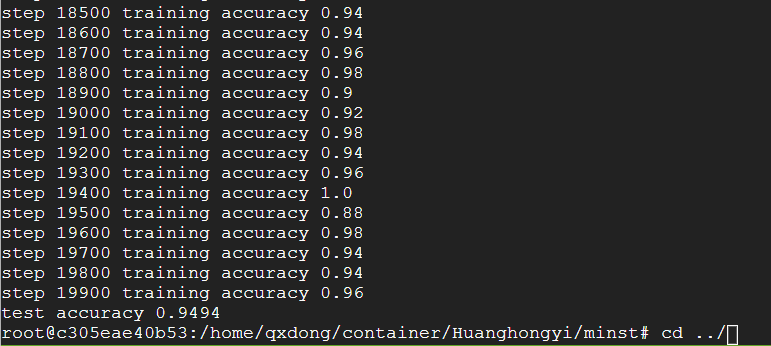 step 18500 training accuracy 0.94
step 18600 training accuracy 0.94
step 18700 training accuracy 0.96
step 18800 training accuracy 0.98
step 18900 training accuracy 0.9
step 19000 training accuracy 0.92
step 19100 training accuracy 0.98
step 19200 training accuracy 0.94
step 19300 training accuracy 0.96
step 19400 training accuracy 1.0
step 19500 training accuracy 0.88
step 19600 training accuracy 0.98
step 19700 training accuracy 0.94
step 19800 training accuracy 0.94
step 19900 training accuracy 0.96
test accuracy 0.9494
root@c305eae40b53:/home/qxdong/container/Huanghongyi/minst# cd ../